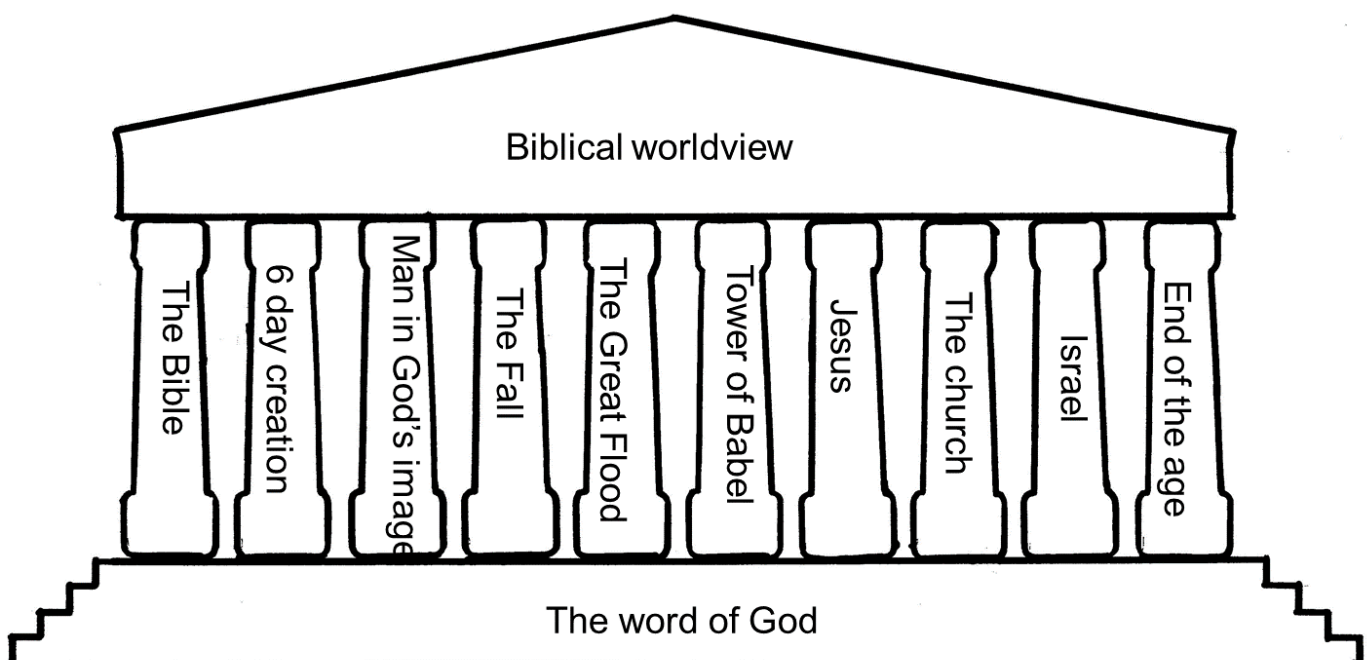 Biblical worldview
The Bible
6 day creation
Man in God's image
The Fall
The Great Flood
Tower of Babel
Jesus
The church
Israel
End of the age
The word of God